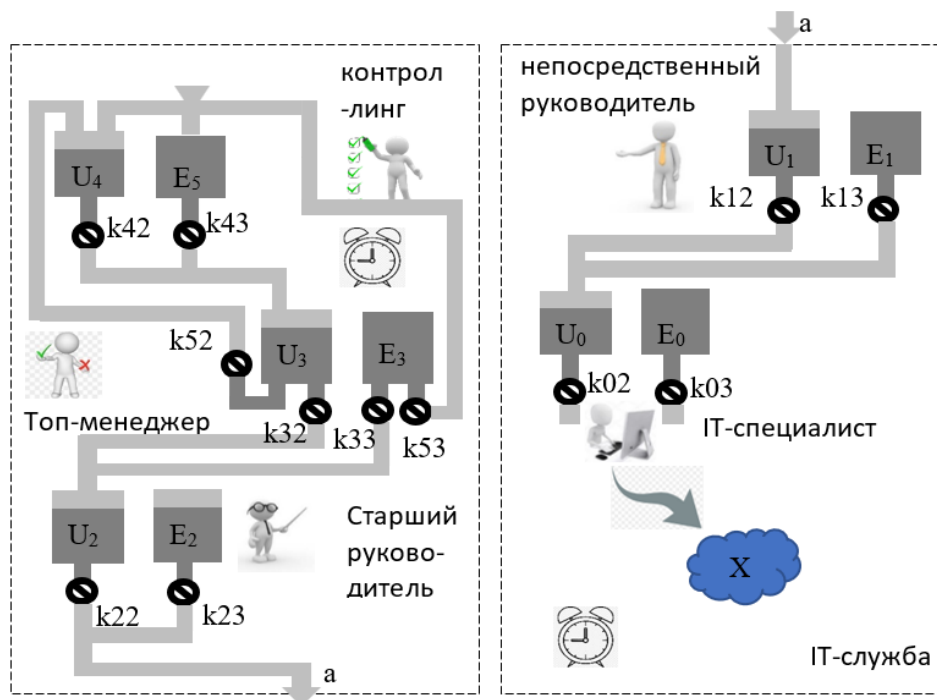 контрол
-линг
U4
E5
k42
k43
k52
U3
E3
Топ-менеджер
k32
k33
k53
U2
E2
Старший
руково-
дитель
k22
k23
a
a
непосредственный
руководитель
U1
E1
k12
k13
U0
E0
k02
k03
IT-специалист
X
IT-служба